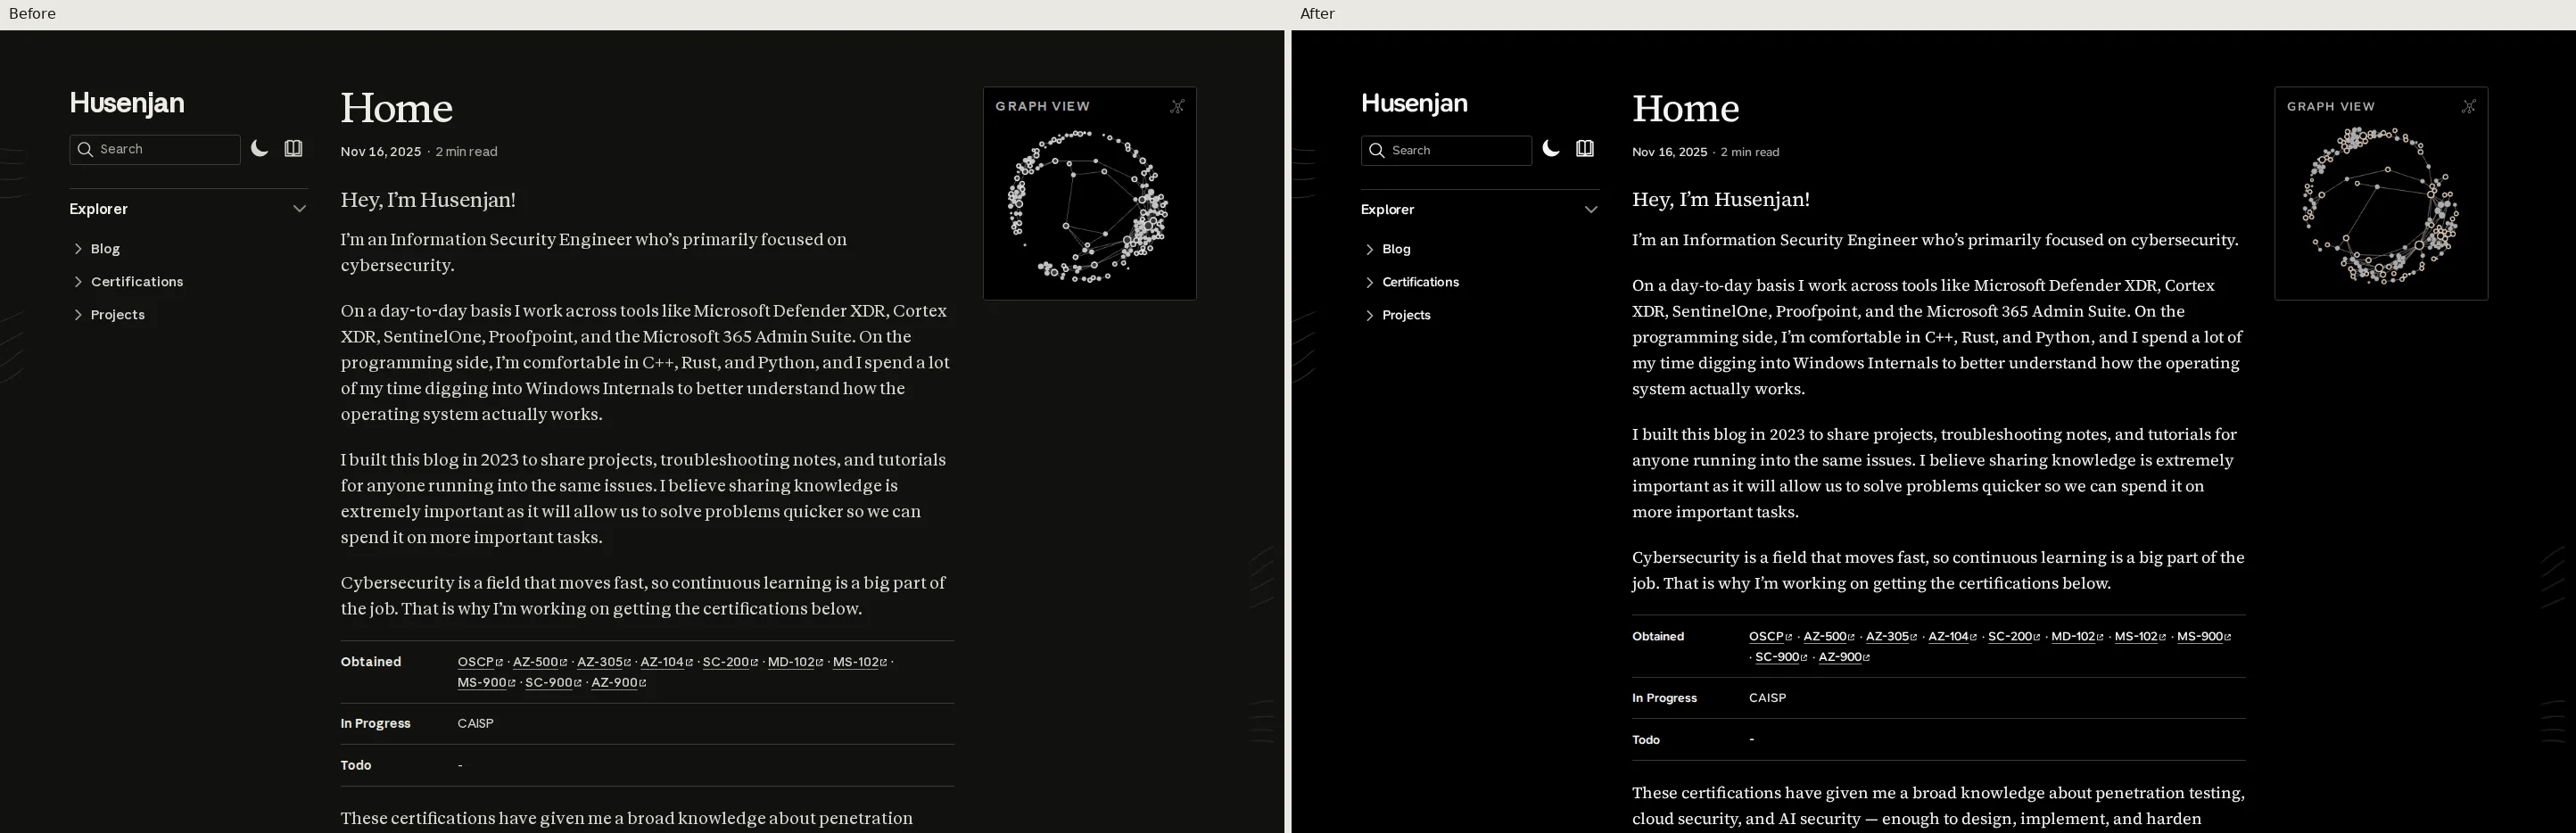 Before
Husenjan
Search
Explorer
Blog
Certifications
Projects
Home
Nov 16, 2025 · 2 min read
Hey, I’m Husenjan!
I’m an Information Security Engineer who’s primarily focused on
cybersecurity.
On a day-to-day basis I work across tools like Microsoft Defender XDR, Cortex
XDR, SentinelOne, Proofpoint, and the Microsoft 365 Admin Suite. On the
programming side, I’m comfortable in C++, Rust, and Python, and I spend a lot
of my time digging into Windows Internals to better understand how the
operating system actually works.
I built this blog in 2023 to share projects, troubleshooting notes, and tutorials
for anyone running into the same issues. I believe sharing knowledge is
extremely important as it will allow us to solve problems quicker so we can
spend it on more important tasks.
Cybersecurity is a field that moves fast, so continuous learning is a big part of
the job. That is why I’m working on getting the certifications below.
Obtained OSCP · AZ-500 · AZ-305 · AZ-104 · SC-200 · MD-102 · MS-102 ·
MS-900 · SC-900 · AZ-900
In Progress CAISP
Todo -
These certifications have given me a broad knowledge about penetration
GRAPH VIEW
After
Husenjan
Search
Explorer
Blog
Certifications
Projects
Home
Nov 16, 2025 · 2 min read
Hey, I’m Husenjan!
I’m an Information Security Engineer who’s primarily focused on cybersecurity.
On a day-to-day basis I work across tools like Microsoft Defender XDR, Cortex
XDR, SentinelOne, Proofpoint, and the Microsoft 365 Admin Suite. On the
programming side, I’m comfortable in C++, Rust, and Python, and I spend a lot of
my time digging into Windows Internals to better understand how the operating
system actually works.
I built this blog in 2023 to share projects, troubleshooting notes, and tutorials for
anyone running into the same issues. I believe sharing knowledge is extremely
important as it will allow us to solve problems quicker so we can spend it on
more important tasks.
Cybersecurity is a field that moves fast, so continuous learning is a big part of the
job. That is why I’m working on getting the certifications below.
Obtained OSCP · AZ-500 · AZ-305 · AZ-104 · SC-200 · MD-102 · MS-102 · MS-900
· SC-900 · AZ-900
In Progress CAISP
Todo -
These certifications have given me a broad knowledge about penetration testing,
cloud security, and AI security — enough to design, implement, and harden
GRAPH VIEW